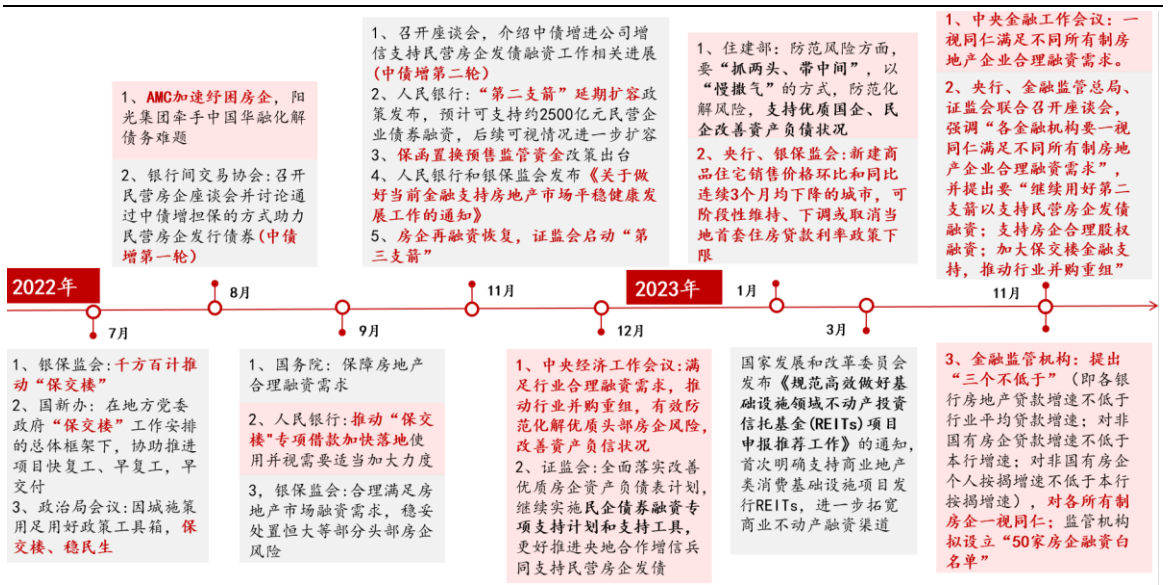 1、AMC加速纾困房企，阳
光集团牵手中国华融化解
债务难题
2、银行间交易协会：召开
民营房企座谈会并讨论通
过中债增担保的方式助力
民营房企发行债券(中债
增第一轮)
1、召开座谈会，介绍中债增进公司增
信支持民营房企发债融资工作相关进展
(中债增第二轮)
2、人民银行：“第二支箭”延期扩容政
策发布，预计可支持约2500亿元民营企
业债券融资，后续可视情况进一步扩容
3、保函置换预售监管资金政策出台
4、人民银行和银保监会发布《关于做
好当前金融支持房地产市场平稳健康发
展工作的通知》
5、房企再融资恢复，证监会启动“第
三支箭”
1、住建部：防范风险方面，
要“抓两头、带中间”，以
“慢撒气”的方式，防范化
解风险，支持优质国企、民
企改善资产负债状况
2、央行、银保监会：新建商
品住宅销售价格环比和同比
连续3个月均下降的城市，可
阶段性维持、下调或取消当
地首套住房贷款利率政策下
限
1、中央金融工作会议：一
视同仁满足不同所有制房
地产企业合理融资需求。
2、央行、金融监管总局、
证监会联合召开座谈会，
强调“各金融机构要一视
同仁满足不同所有制房地
产企业合理融资需求”，
并提出要“继续用好第二
支箭以支持民营房企发债
融资；支持房企合理股权
融资；加大保交楼金融支
持，推动行业并购重组”
2022年
8月
11月
2023年
1月
11月
7月
9月
12月
3月
1、银保监会：千方百计推
动“保交楼”
2、国新办：在地方党委
政府“保交楼”工作安排
的总体框架下，协助推进
项目快复工、早复工，早
交付
3、政治局会议：因城施策
用足用好政策工具箱，保
交楼、稳民生
1、国务院：保障房地产
合理融资需求
2、人民银行：推动“保交
楼"专项借款加快落地使
用并视需要适当加大力度
3，银保监会：合理满足房
地产市场融资需求，稳妥
处置恒大等部分头部房企
风险
1、中央经济工作会议：满
足行业合理融资需求，推
动行业并购重组，有效防
范化解优质头部房企风险，
改善资产负信状况
2、证监会：全面落实改善
优质房企资产负债表计划，
继续实施民企债券融资专
项支持计划和支持工具，
更好推进央地合作增信兵
同支持民营房企发债
国家发展和改革委员会
发布《规范高效做好基
础设施领域不动产投资
信托基金(REITs)项目
申报推荐工作》的通知，
首次明确支持商业地产
类消费基础设施项目发
行REITs，进一步拓宽
商业不动产融资渠道
3、金融监管机构：提出
“三个不低于”（即各银
行房地产贷款增速不低于
行业平均贷款增速；对非
国有房企贷款增速不低于
本行增速；对非国有房企
个人按揭增速不低于本行
按揭增速），对各所有制
房企一视同仁；监管机构
拟设立“50家房企融资白
名单”